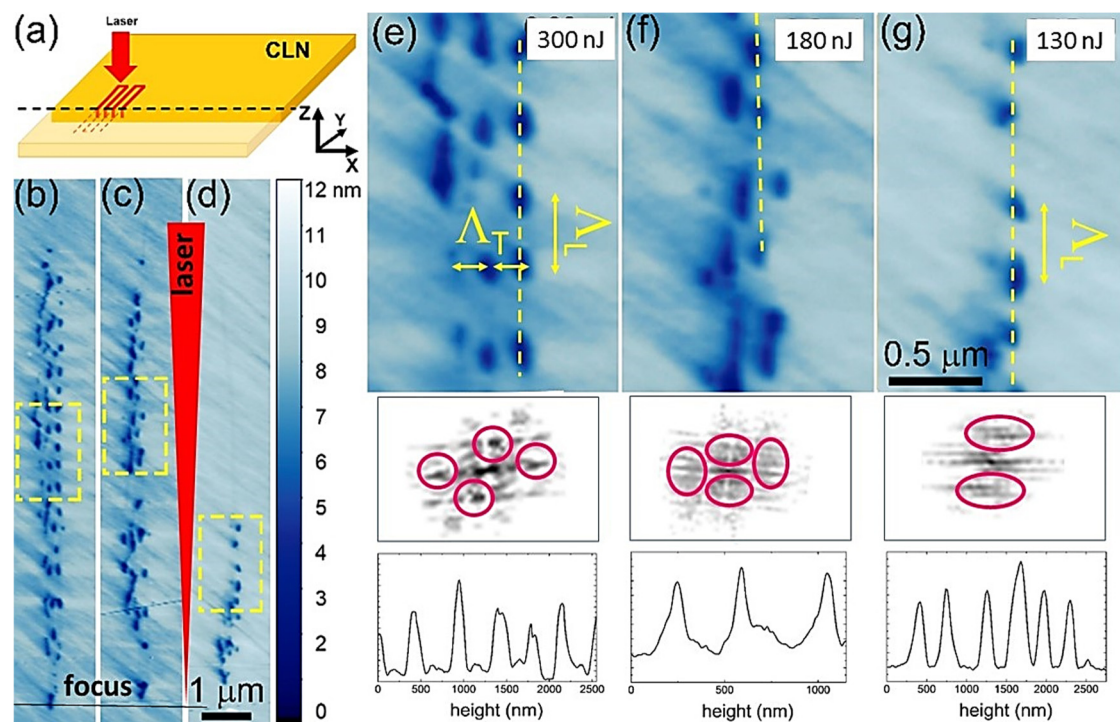 (a)
Laser
CLN
Z
Y
X
(b)
(c)
(d)
laser
focus
1 μm
12 nm
11
10
9
8
7
6
5
4
3
2
1
0
(e)
300 nJ
Λ_T
Λ_L
(f)
180 nJ
(g)
130 nJ
Λ_L
0.5 μm
0 500 1000 1500 2000 2500
height (nm)
0 500 1000
height (nm)
0 500 1000 1500 2000 2500
height (nm)